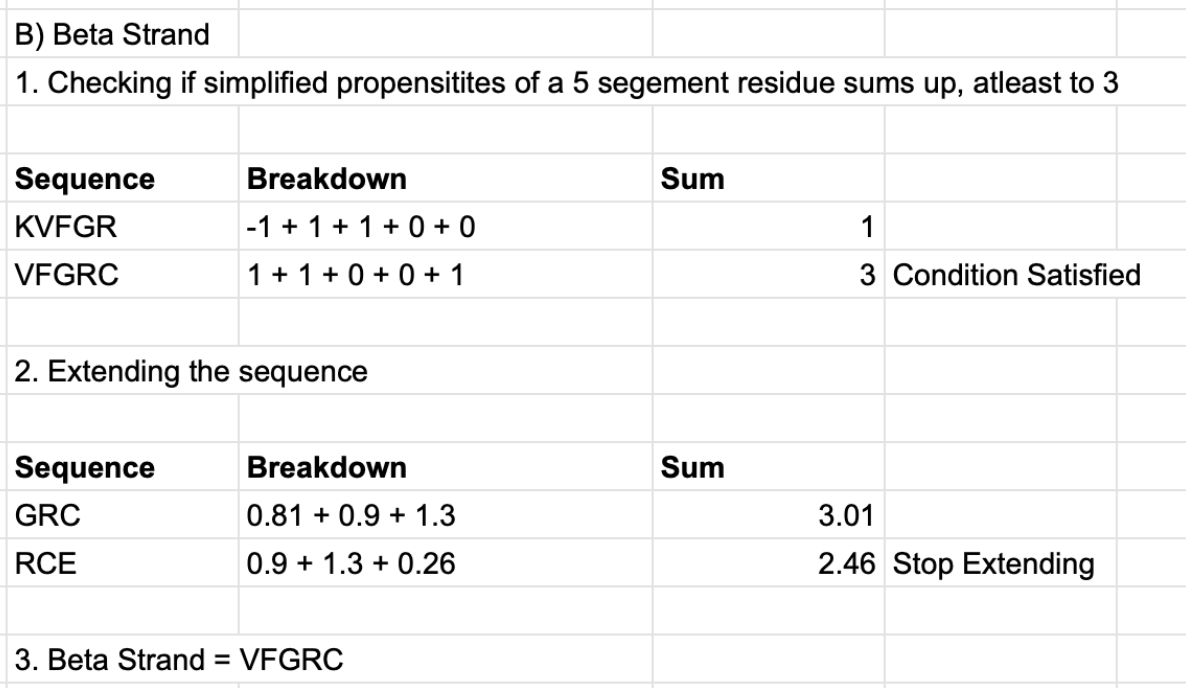 B) Beta Strand
1. Checking if simplified propensitites of a 5 segement residue sums up, atleast to 3
Sequence Breakdown Sum
KVFGR -1 + 1 + 1 + 0 + 0 1
VFGRC 1 + 1 + 0 + 0 + 1 3 Condition Satisfied
2. Extending the sequence
Sequence Breakdown Sum
GRC 0.81 + 0.9 + 1.3 3.01
RCE 0.9 + 1.3 + 0.26 2.46 Stop Extending
3. Beta Strand = VFGRC